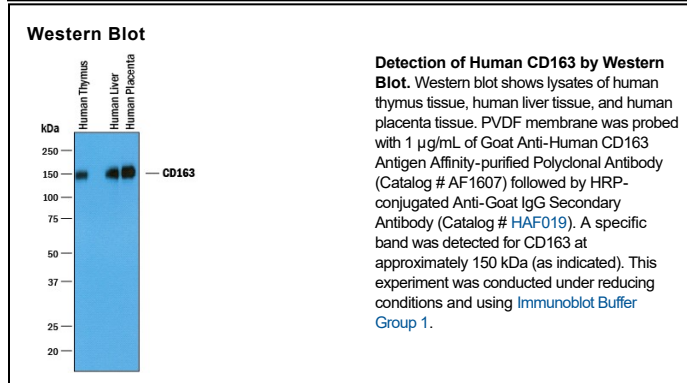 Western Blot
Human Thymus
Human Liver
Human Placenta
kDa
250
150
100
75
50
37
25
20
CD163
Detection of Human CD163 by Western
Blot. Western blot shows lysates of human
thymus tissue, human liver tissue, and human
placenta tissue. PVDF membrane was probed
with 1 µg/mL of Goat Anti-Human CD163
Antigen Affinity-purified Polyclonal Antibody
(Catalog # AF1607) followed by HRP-
conjugated Anti-Goat IgG Secondary
Antibody (Catalog # HAF019). A specific
band was detected for CD163 at
approximately 150 kDa (as indicated). This
experiment was conducted under reducing
conditions and using Immunoblot Buffer
Group 1.